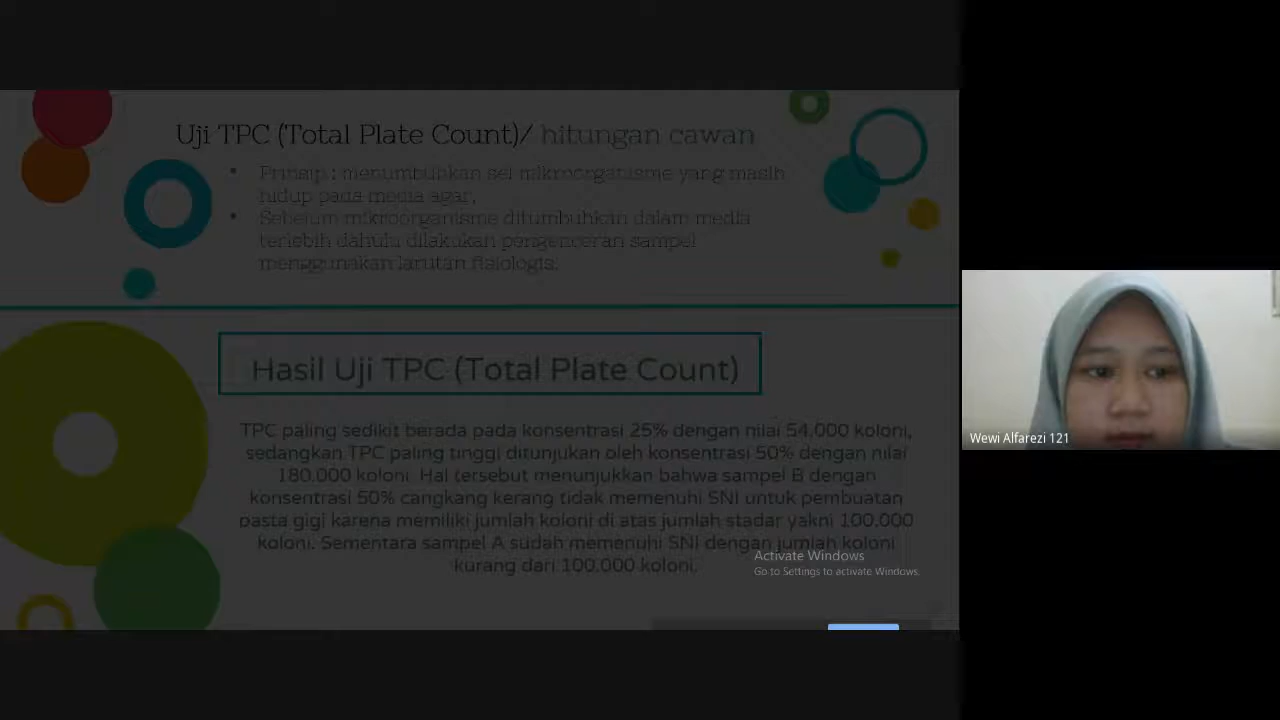 Uji TPC (Total Plate Count)/ hitungan cawan
• Prinsip : menumbuhkan sel mikroorganisme yang masih
hidup pada media agar,
• Sebelum mikroorganisme ditumbuhkan dalam media
terlebih dahulu dilakukan pengenceran sampel
menggunakan larutan fisiologis.
Hasil Uji TPC (Total Plate Count)
TPC paling sedikit berada pada konsentrasi 25% dengan nilai 54.000 koloni,
sedangkan TPC paling tinggi ditunjukan oleh konsentrasi 50% dengan nilai
180.000 koloni. Hal tersebut menunjukkan bahwa sampel B dengan
konsentrasi 50% cangkang kerang tidak memenuhi SNI untuk pembuatan
pasta gigi karena memiliki jumlah koloni di atas jumlah stadar yakni 100.000
koloni. Sementara sampel A sudah memenuhi SNI dengan jumlah koloni
kurang dari 100.000 koloni.
Activate Windows
Go to Settings to activate Windows.
Wewi Alfarezi 121